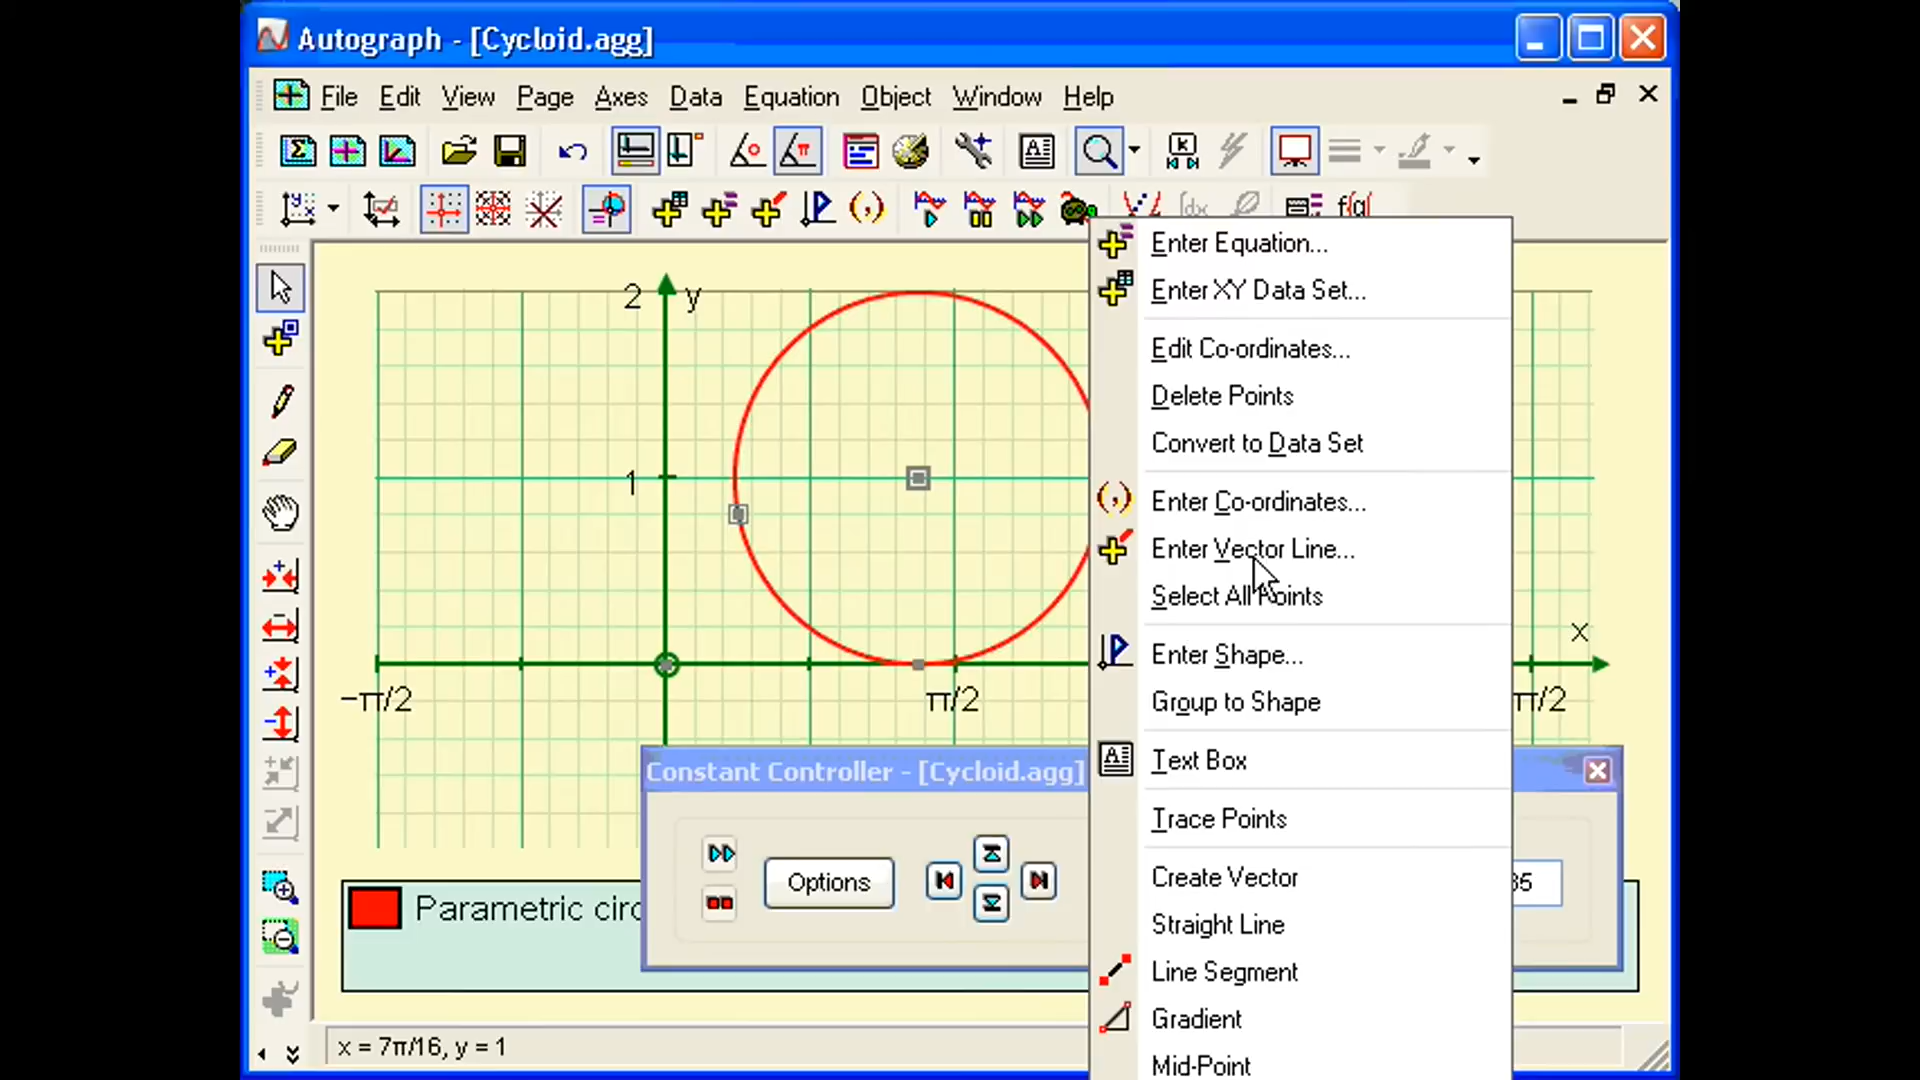 Autograph - [Cycloid.agg]
File Edit View Page Axes Data Equation Object Window Help
Enter Equation...
Enter XY Data Set...
Edit Co-ordinates...
Delete Points
Convert to Data Set
Enter Co-ordinates...
Enter Vector Line...
Select All Points
Enter Shape...
Group to Shape
Text Box
Trace Points
Create Vector
Straight Line
Line Segment
Gradient
Mid-Point
2 y
1
x
−π/2
π/2
π/2
Constant Controller - [Cycloid.agg]
Options
35
Parametric circ
x = 7π/16, y = 1